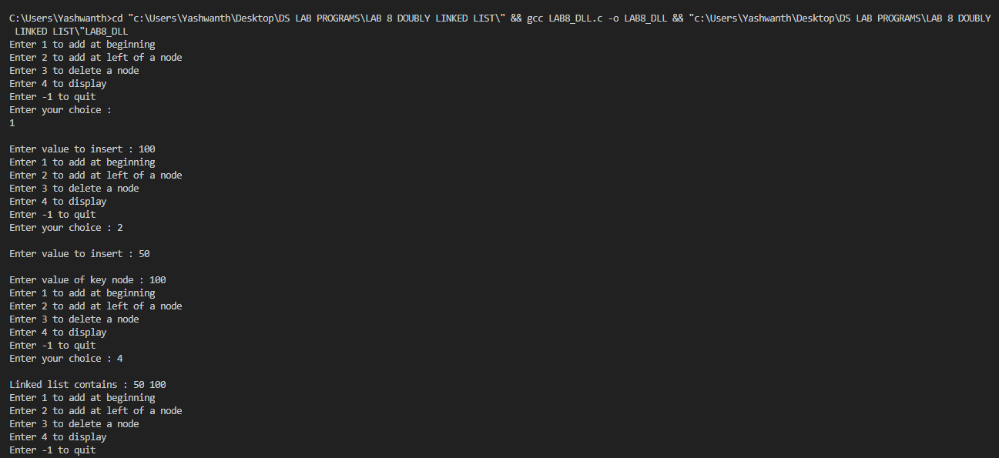 C:\Users\Yashwanth>cd "c:\Users\Yashwanth\Desktop\DS LAB PROGRAMS\LAB 8 DOUBLY LINKED LIST\" && gcc LAB8_DLL.c -o LAB8_DLL && "c:\Users\Yashwanth\Desktop\DS LAB PROGRAMS\LAB 8 DOUBLY
 LINKED LIST\"LAB8_DLL
Enter 1 to add at beginning
Enter 2 to add at left of a node
Enter 3 to delete a node
Enter 4 to display
Enter -1 to quit
Enter your choice :
1

Enter value to insert : 100
Enter 1 to add at beginning
Enter 2 to add at left of a node
Enter 3 to delete a node
Enter 4 to display
Enter -1 to quit
Enter your choice : 2

Enter value to insert : 50

Enter value of key node : 100
Enter 1 to add at beginning
Enter 2 to add at left of a node
Enter 3 to delete a node
Enter 4 to display
Enter -1 to quit
Enter your choice : 4

Linked list contains : 50 100
Enter 1 to add at beginning
Enter 2 to add at left of a node
Enter 3 to delete a node
Enter 4 to display
Enter -1 to quit